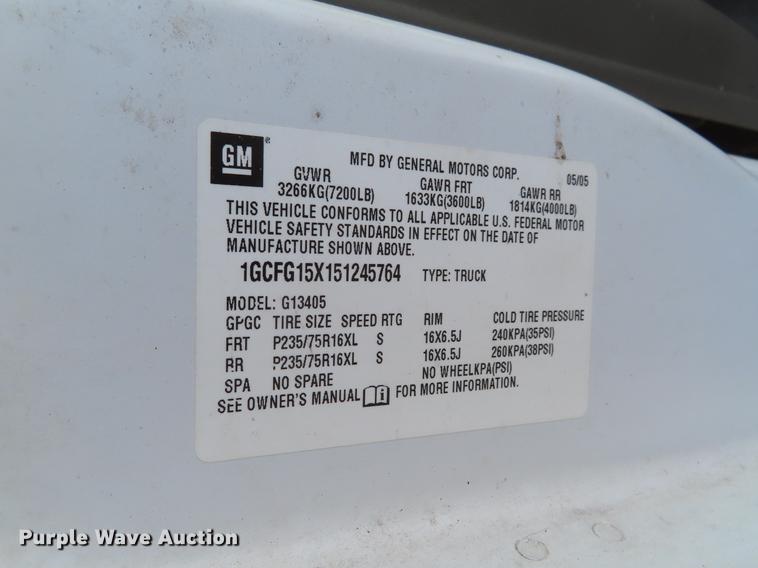 GM ®
MFD BY GENERAL MOTORS CORP. 05/05
GVWR GAWR FRT GAWR RR
3266KG(7200LB) 1633KG(3600LB) 1814KG(4000LB)
THIS VEHICLE CONFORMS TO ALL APPLICABLE U.S. FEDERAL MOTOR
VEHICLE SAFETY STANDARDS IN EFFECT ON THE DATE OF
MANUFACTURE SHOWN ABOVE.
1GCFG15X151245764 TYPE: TRUCK
MODEL: G13405
GPGC TIRE SIZE SPEED RTG RIM COLD TIRE PRESSURE
FRT P235/75R16XL S 16X6.5J 240KPA(35PSI)
RR P235/75R16XL S 16X6.5J 260KPA(38PSI)
SPA NO SPARE NO WHEELKPA(PSI)
SEE OWNER'S MANUAL i FOR MORE INFORMATION.
Purple Wave Auction